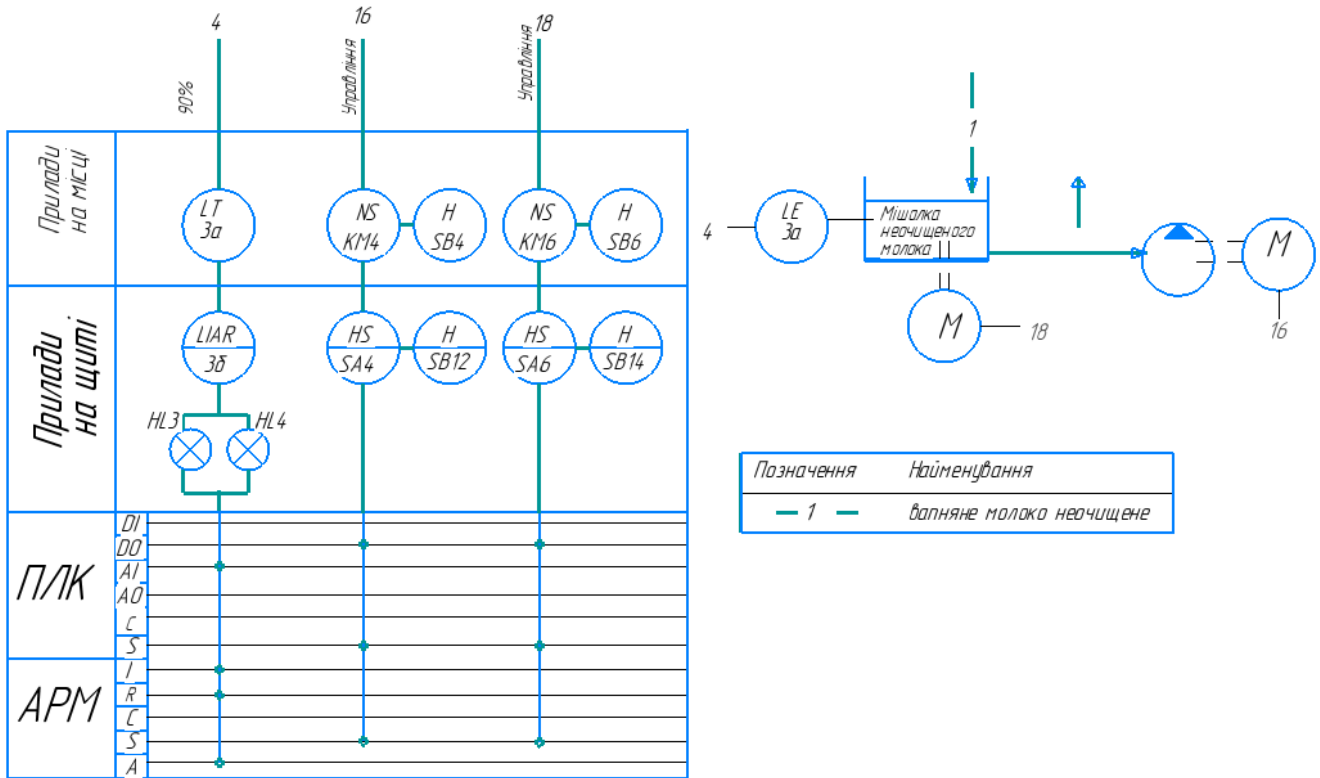 4
16
18
90%
Управління
Управління
Прилади
на місці
LT
3а
NS
KM4
H
SB4
NS
KM6
H
SB6
Прилади
на щиті
LIAR
3б
HS
SA4
H
SB12
HS
SA6
H
SB14
HL3
HL4
ПЛК
DI
DO
AI
AO
C
S
АРМ
I
R
C
S
A
1
4
LE
3а
Мішалка
неочищеного
молока
M
18
M
16
Позначення Найменування
1 вапняне молоко неочищене